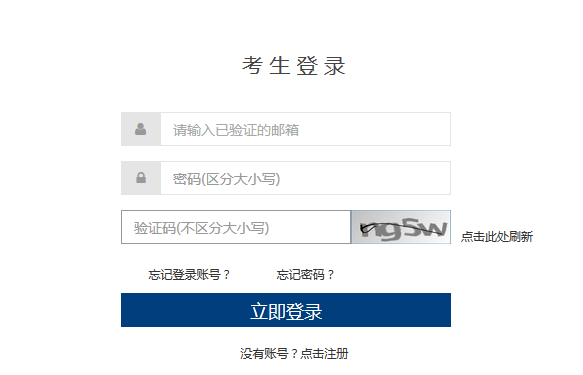 考生登录
请输入已验证的邮箱
密码(区分大小写)
验证码(不区分大小写) ng5w 点击此处刷新
忘记登录账号？ 忘记密码？
立即登录
没有账号？点击注册